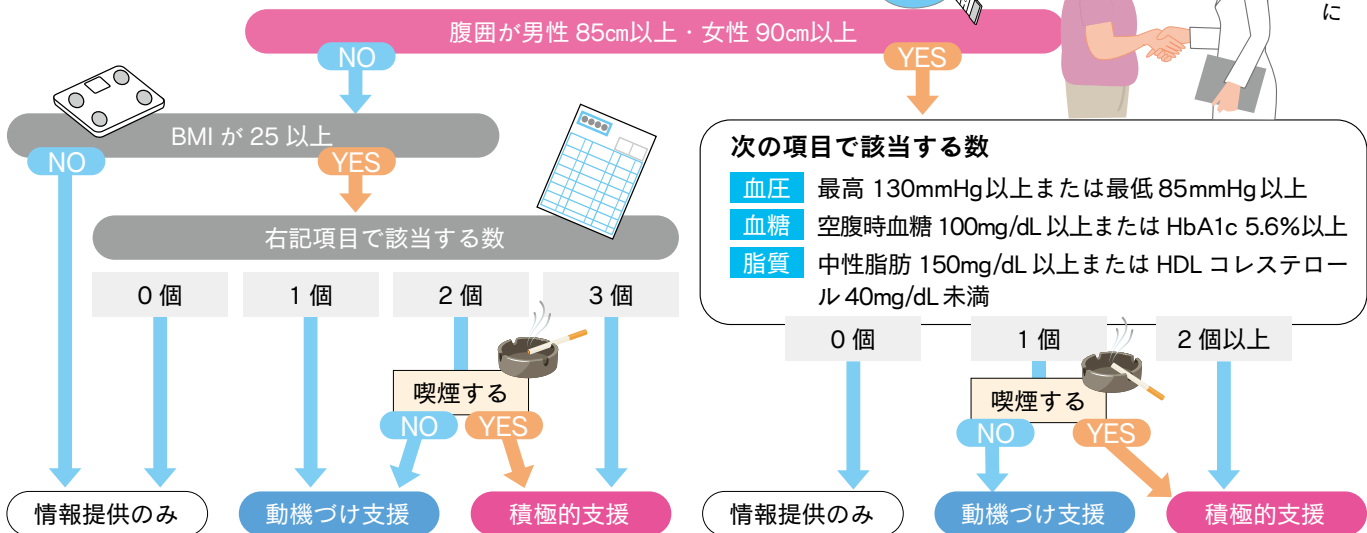 に
腹囲が男性 85㎝以上・女性 90㎝以上
NO
YES
BMI が 25 以上
NO
YES
右記項目で該当する数
0 個
1 個
2 個
3 個
喫煙する
NO
YES
情報提供のみ
動機づけ支援
積極的支援
次の項目で該当する数
血圧 最高 130mmHg以上または最低 85mmHg以上
血糖 空腹時血糖 100mg/dL 以上または HbA1c 5.6%以上
脂質 中性脂肪 150mg/dL 以上または HDL コレステロー
ル 40mg/dL 未満
0 個
1 個
2 個以上
喫煙する
NO
YES
情報提供のみ
動機づけ支援
積極的支援